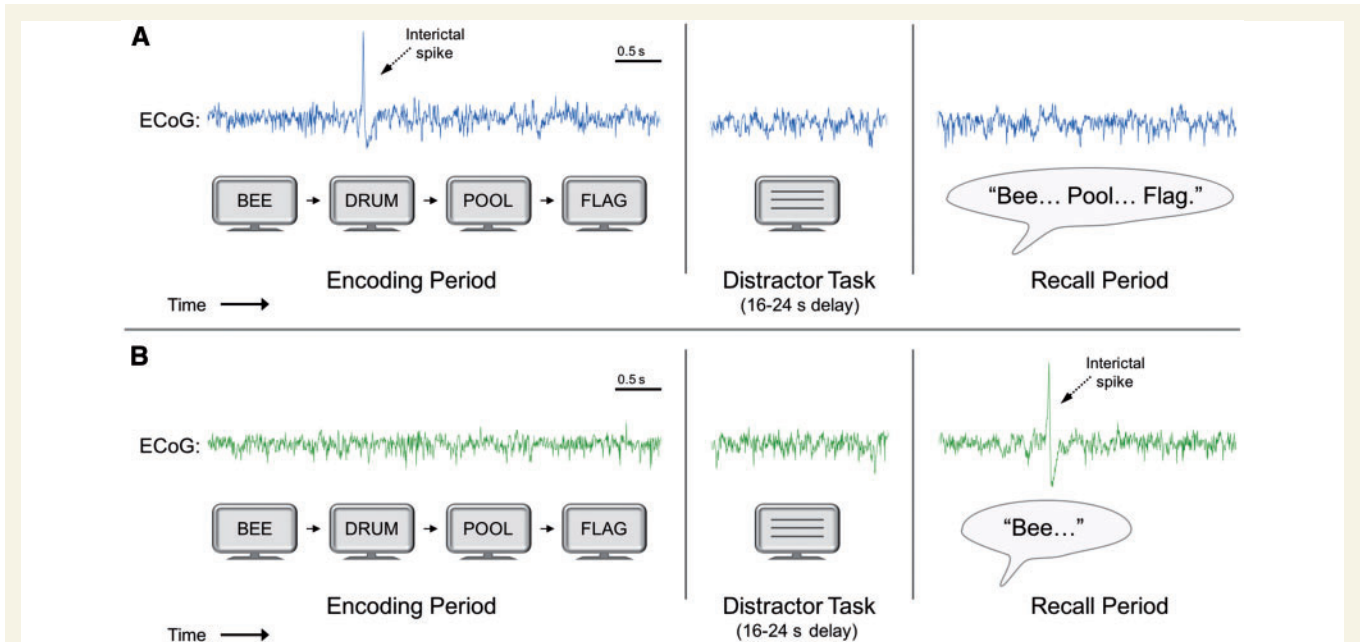 A
Interictal
spike
0.5 s
ECoG:
BEE
DRUM
POOL
FLAG
“Bee... Pool... Flag.”
Encoding Period
Distractor Task
(16-24 s delay)
Recall Period
Time
B
0.5 s
Interictal
spike
ECoG:
BEE
DRUM
POOL
FLAG
“Bee...”
Encoding Period
Distractor Task
(16-24 s delay)
Recall Period
Time